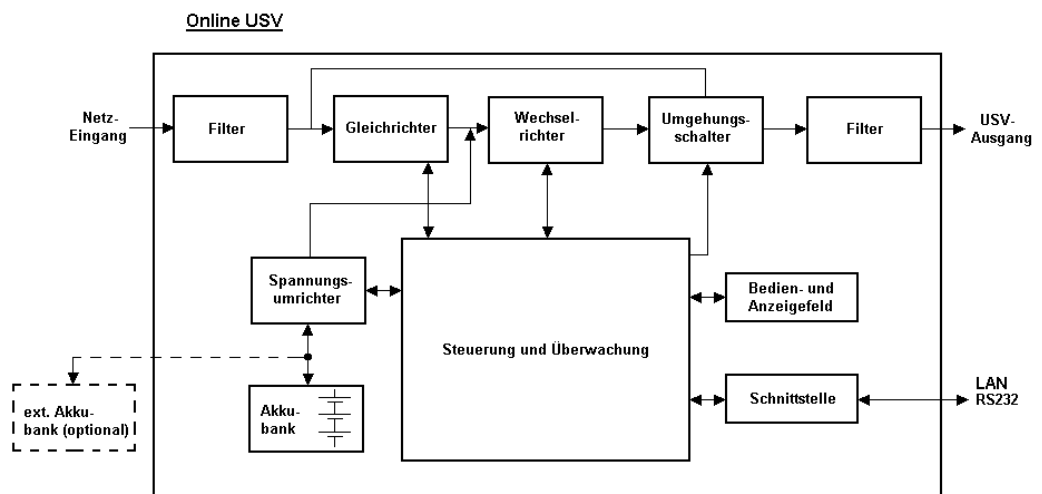 Online USV
Netz-
Eingang
Filter
Gleichrichter
Wechsel-
richter
Umgehungs-
schalter
Filter
USV-
Ausgang
Spannungs-
umrichter
Steuerung und Überwachung
Bedien- und
Anzeigefeld
ext. Akku-
bank (optional)
Akku-
bank
Schnittstelle
LAN
RS232